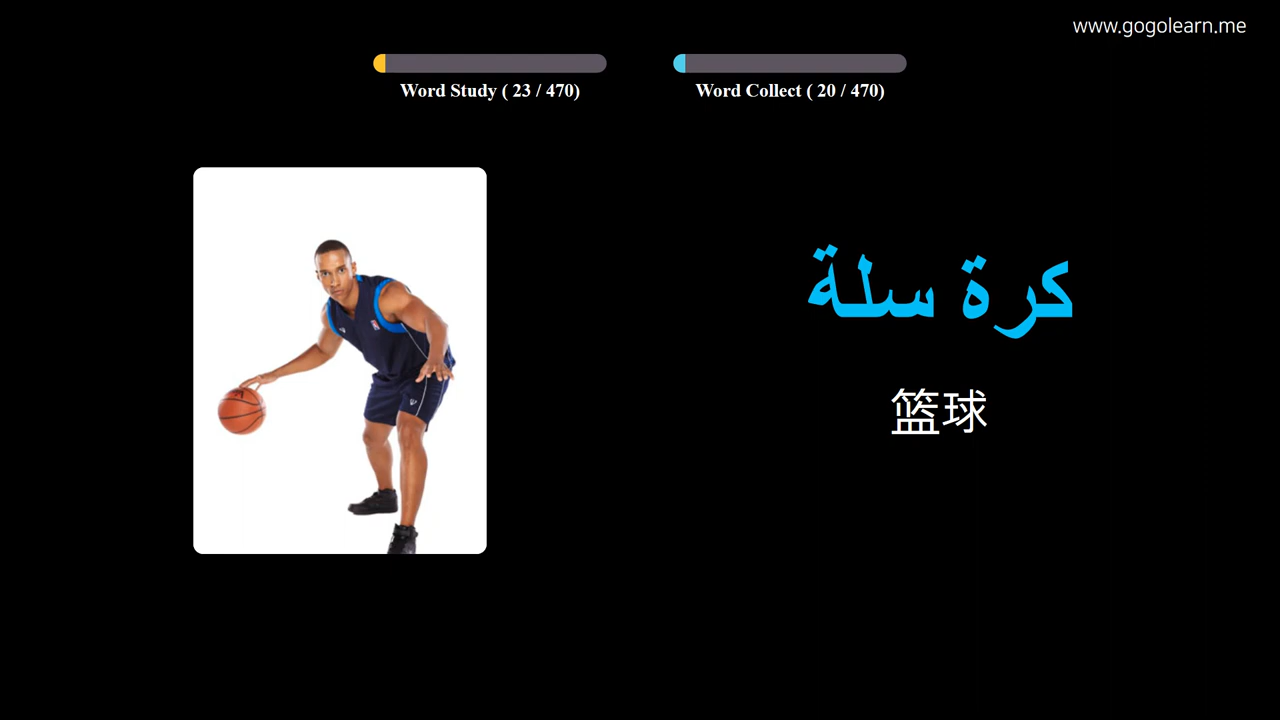 www.gogolearn.me
Word Study ( 23 / 470)
Word Collect ( 20 / 470)
كرة سلة
篮球